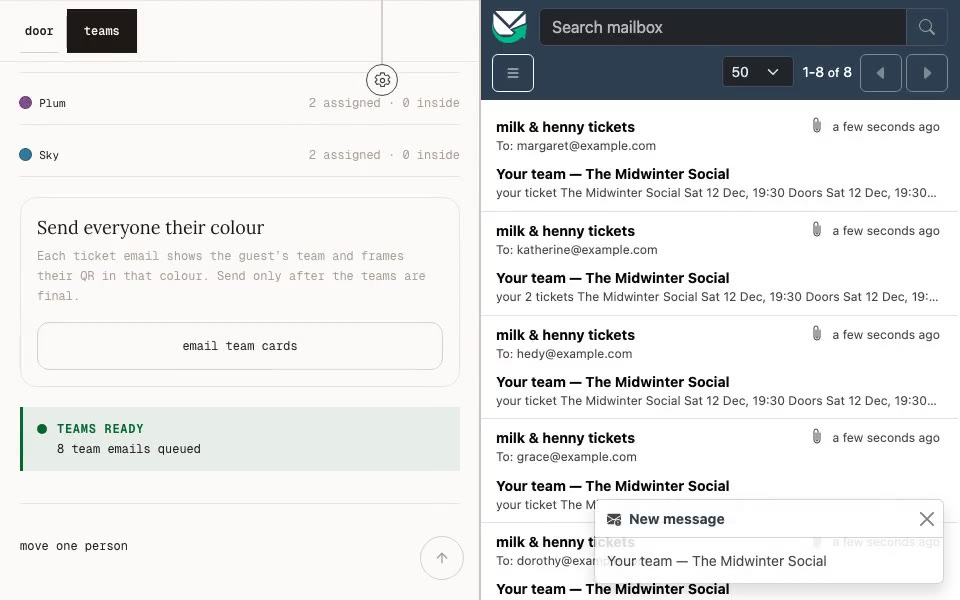 door
teams
Plum
2 assigned · 0 inside
Sky
2 assigned · 0 inside
Send everyone their colour
Each ticket email shows the guest's team and frames
their QR in that colour. Send only after the teams are
final.
email team cards
TEAMS READY
8 team emails queued
move one person
Search mailbox
50
1-8 of 8
milk & henny tickets
a few seconds ago
To: margaret@example.com
Your team — The Midwinter Social
your ticket The Midwinter Social Sat 12 Dec, 19:30 Doors Sat 12 Dec, 19:30...
milk & henny tickets
a few seconds ago
To: katherine@example.com
Your team — The Midwinter Social
your 2 tickets The Midwinter Social Sat 12 Dec, 19:30 Doors Sat 12 Dec, 19:...
milk & henny tickets
a few seconds ago
To: hedy@example.com
Your team — The Midwinter Social
your ticket The Midwinter Social Sat 12 Dec, 19:30 Doors Sat 12 Dec, 19:30...
milk & henny tickets
a few seconds ago
To: grace@example.com
Your team — The Midwinter Social
your ticket The M
milk & henny tickets
a few seconds ago
To: dorothy@exam
Your team — The Midwinter Social
New message
Your team — The Midwinter Social